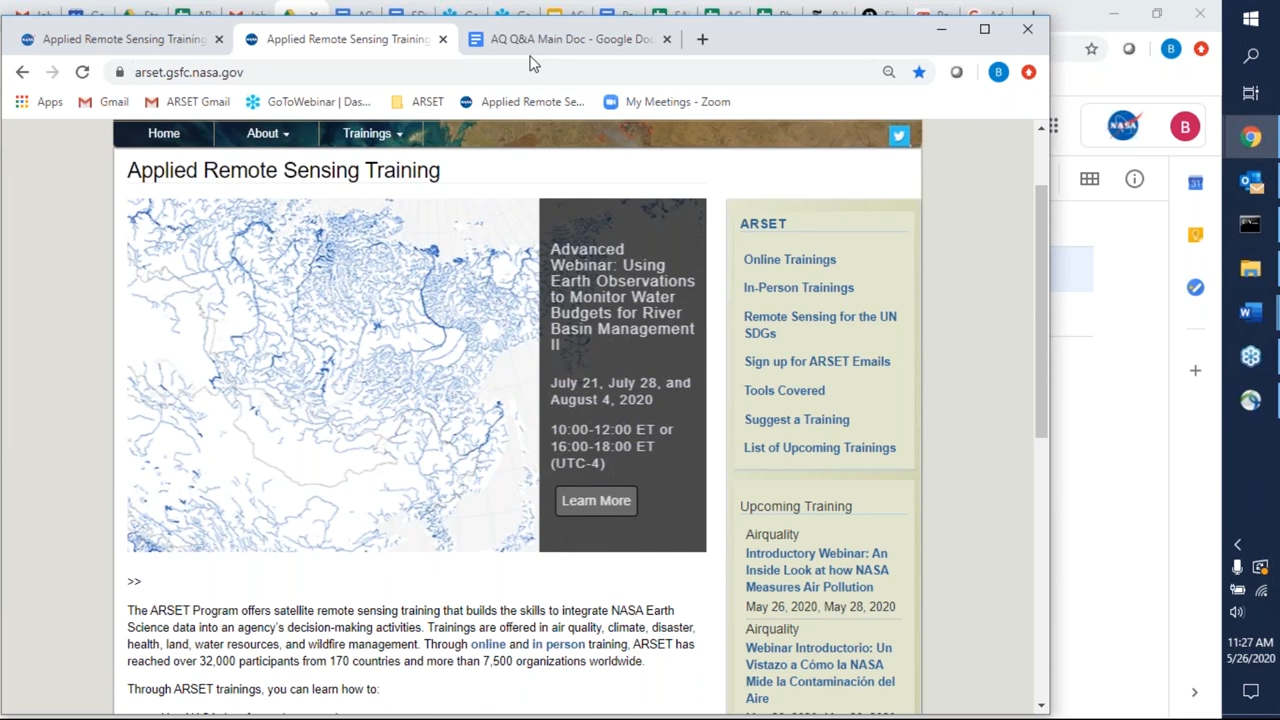 Applied Remote Sensing Training
Applied Remote Sensing Training
AQ Q&A Main Doc - Google Doc
arset.gsfc.nasa.gov
B
Apps
Gmail
ARSET Gmail
GoToWebinar | Das...
ARSET
Applied Remote Se...
My Meetings - Zoom
NASA
B
B
Home
About
Trainings
Applied Remote Sensing Training
Advanced
Webinar: Using
Earth Observations
to Monitor Water
Budgets for River
Basin Management
II
July 21, July 28, and
August 4, 2020
10:00-12:00 ET or
16:00-18:00 ET
(UTC-4)
Learn More
>>
The ARSET Program offers satellite remote sensing training that builds the skills to integrate NASA Earth
Science data into an agency's decision-making activities. Trainings are offered in air quality, climate, disaster,
health, land, water resources, and wildfire management. Through online and in person training, ARSET has
reached over 32,000 participants from 170 countries and more than 7,500 organizations worldwide.
Through ARSET trainings, you can learn how to:
ARSET
Online Trainings
In-Person Trainings
Remote Sensing for the UN
SDGs
Sign up for ARSET Emails
Tools Covered
Suggest a Training
List of Upcoming Trainings
Upcoming Training
Airquality
Introductory Webinar: An
Inside Look at how NASA
Measures Air Pollution
May 26, 2020, May 28, 2020
Airquality
Webinar Introductorio: Un
Vistazo a Cómo la NASA
Mide la Contaminación del
Aire
31
11:27 AM
5/26/2020